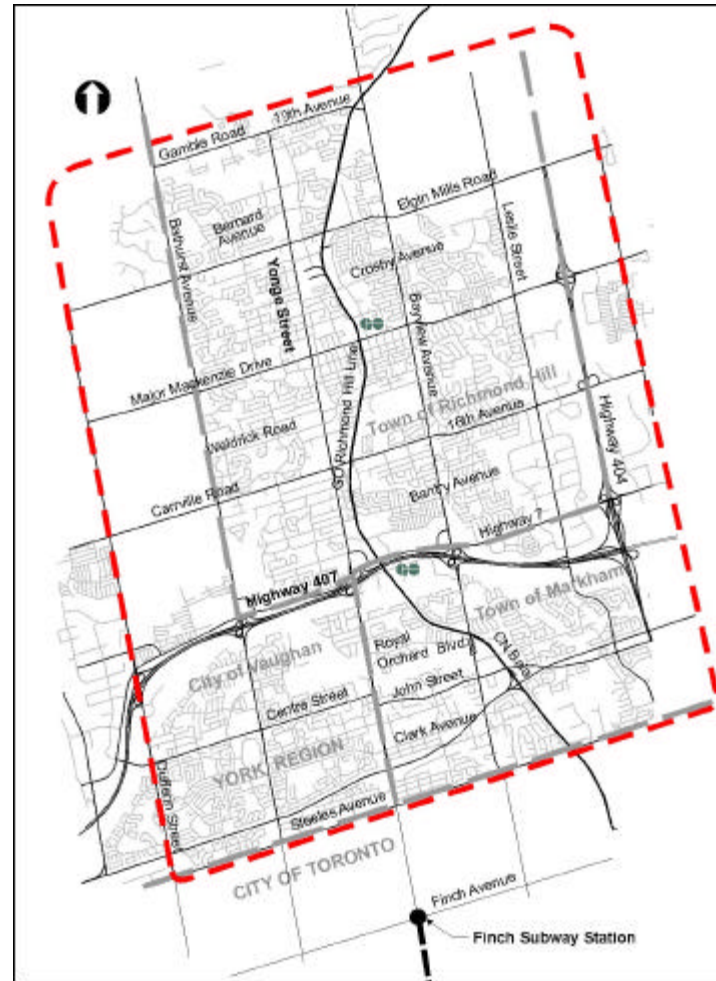 19th Avenue
Gamble Road
Elgin Mills Road
Bathurst Avenue
Bernard
Avenue
Leslie Street
Crosby Avenue
Yonge Street
Bayview Avenue
Major Mackenzie Drive
GO Richmond Hill Line
Town of Richmond Hill
16th Avenue
Highway 404
Weldrick Road
Carrville Road
Bantry Avenue
Highway 7
Highway 407
Town of Markham
City of Vaughan
Royal
Orchard Blvd.
CN Bala
Centre Street
John Street
Clark Avenue
YORK REGION
Dufferin Street
Steeles Avenue
CITY OF TORONTO
Finch Avenue
Finch Subway Station